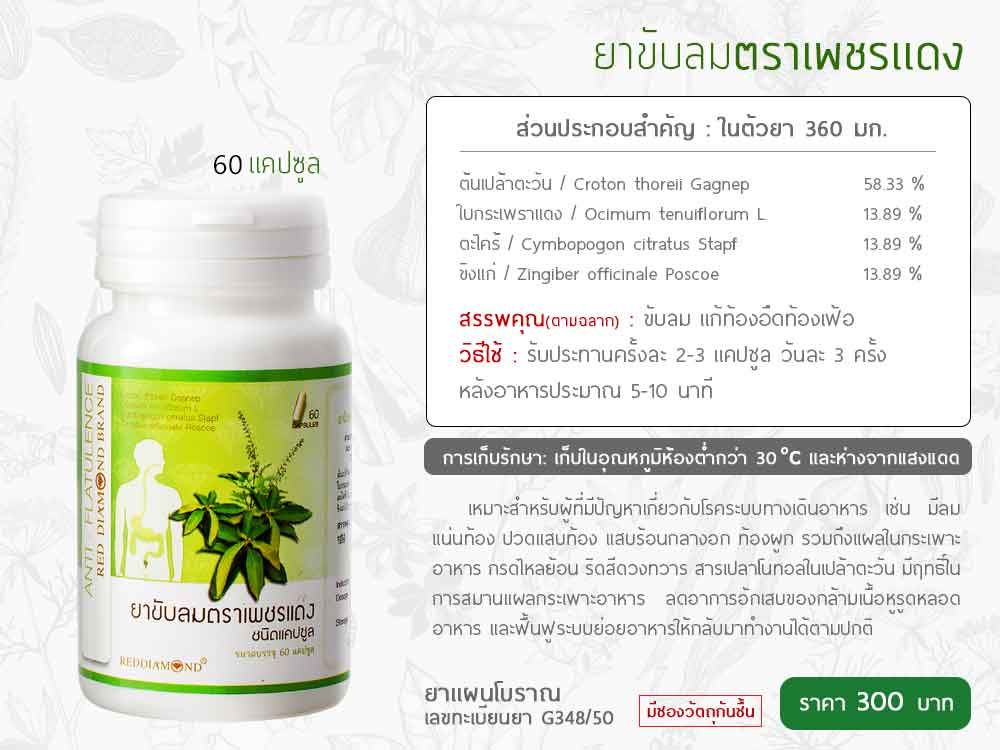 ยาขับลมตราเพชรแดง
60 แคปซูล
ส่วนประกอบสำคัญ : ในตัวยา 360 มก.
ต้นเปล้าตะวัน / Croton thoreii Gagnep 58.33 %
ใบกระเพราแดง / Ocimum tenuiflorum L. 13.89 %
ตะไคร้ / Cymbopogon citratus Stapf 13.89 %
ขิงแก่ / Zingiber officinale Poscoe 13.89 %
สรรพคุณ(ตามฉลาก) : ขับลม แก้ท้องอืดท้องเฟ้อ
วิธีใช้ : รับประทานครั้งละ 2-3 แคปซูล วันละ 3 ครั้ง
หลังอาหารประมาณ 5-10 นาที
การเก็บรักษา: เก็บในอุณหภูมิห้องต่ำกว่า 30 °C และห่างจากแสงแดด
เหมาะสำหรับผู้ที่มีปัญหาเกี่ยวกับโรคระบบทางเดินอาหาร เช่น มีลม
แน่นท้อง ปวดแสบท้อง แสบร้อนกลางอก ท้องผูก รวมถึงแผลในกระเพาะ
อาหาร กรดไหลย้อน ริดสีดวงทวาร สารเปลาโนทอลในเปล้าตะวัน มีฤทธิ์ใน
การสมานแผลกระเพาะอาหาร ลดอาการอักเสบของกล้ามเนื้อหูรูดหลอด
อาหาร และฟื้นฟูระบบย่อยอาหารให้กลับมาทำงานได้ตามปกติ
ยาแผนโบราณ
เลขทะเบียนยา G348/50
มีซองวัตถุกันชื้น
ราคา 300 บาท
ANTI FLATULENCE
RED DIAMOND BRAND
Gagnep
L
Stapf
Roscoe
60
CAPSULES
ยาขับลมตราเพชรแดง
ชนิดแคปซูล
ขนาดบรรจุ 60 แคปซูล
REDDIAMOND®